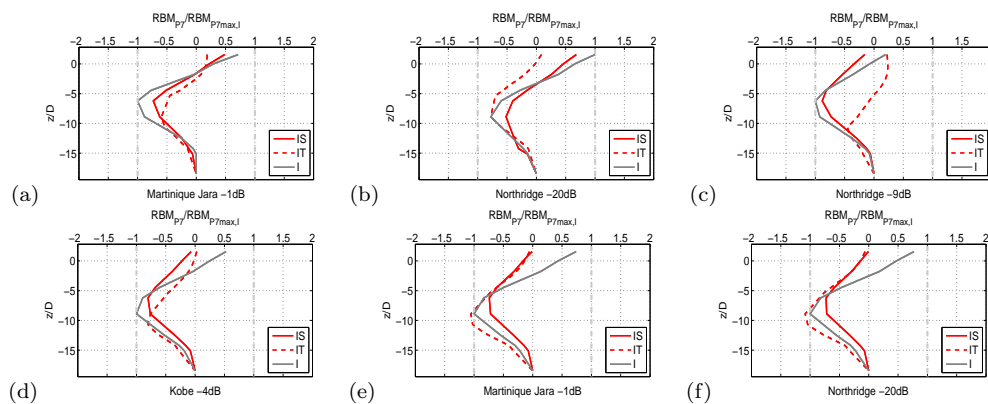 RBM_P7/RBM_P7max,I
RBM_P7/RBM_P7max,I
RBM_P7/RBM_P7max,I
−2 −1.5 −1 −0.5 0 0.5 1 1.5 2
−2 −1.5 −1 −0.5 0 0.5 1 1.5 2
−2 −1.5 −1 −0.5 0 0.5 1 1.5 2
0
−5
−10
−15
z/D
IS
IT
I
0
−5
−10
−15
z/D
IS
IT
I
0
−5
−10
−15
z/D
IS
IT
I
(a)
Martinique Jara −1dB
(b)
Northridge −20dB
(c)
Northridge −9dB
RBM_P7/RBM_P7max,I
RBM_P7/RBM_P7max,I
RBM_P7/RBM_P7max,I
−2 −1.5 −1 −0.5 0 0.5 1 1.5 2
−2 −1.5 −1 −0.5 0 0.5 1 1.5 2
−2 −1.5 −1 −0.5 0 0.5 1 1.5 2
0
−5
−10
−15
z/D
IS
IT
I
0
−5
−10
−15
z/D
IS
IT
I
0
−5
−10
−15
z/D
IS
IT
I
(d)
Kobe −4dB
(e)
Martinique Jara −1dB
(f)
Northridge −20dB